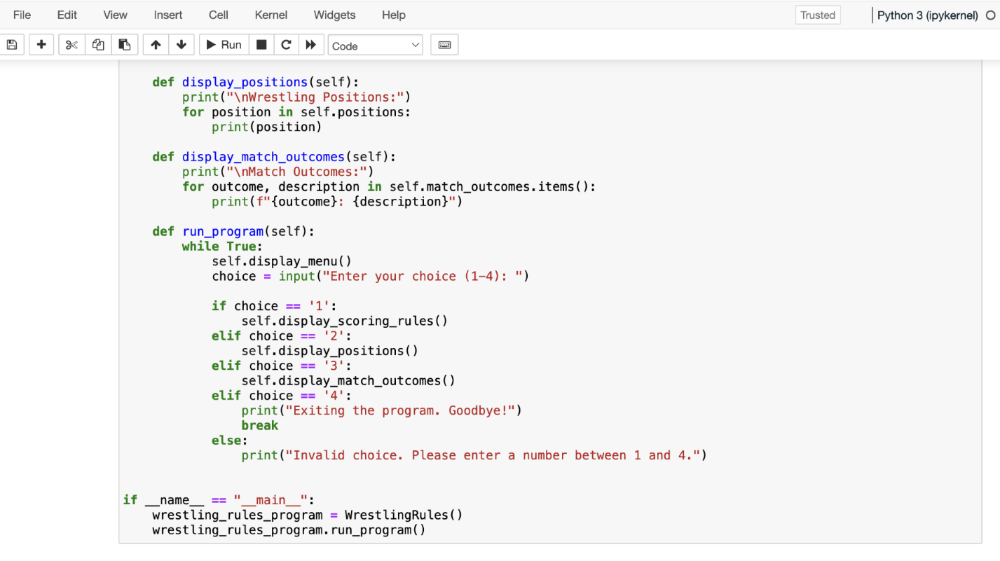 File Edit View Insert Cell Kernel Widgets Help Trusted Python 3 (ipykernel)
Run Code
    def display_positions(self):
        print("\nWrestling Positions:")
        for position in self.positions:
            print(position)

    def display_match_outcomes(self):
        print("\nMatch Outcomes:")
        for outcome, description in self.match_outcomes.items():
            print(f"{outcome}: {description}")

    def run_program(self):
        while True:
            self.display_menu()
            choice = input("Enter your choice (1-4): ")

            if choice == '1':
                self.display_scoring_rules()
            elif choice == '2':
                self.display_positions()
            elif choice == '3':
                self.display_match_outcomes()
            elif choice == '4':
                print("Exiting the program. Goodbye!")
                break
            else:
                print("Invalid choice. Please enter a number between 1 and 4.")


if __name__ == "__main__":
    wrestling_rules_program = WrestlingRules()
    wrestling_rules_program.run_program()